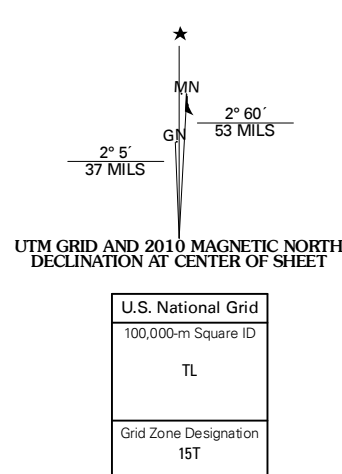 ★
MN
2° 60´
53 MILS
GN
2° 5´
37 MILS
UTM GRID AND 2010 MAGNETIC NORTH
DECLINATION AT CENTER OF SHEET
U.S. National Grid
100,000-m Square ID
TL
Grid Zone Designation
15T